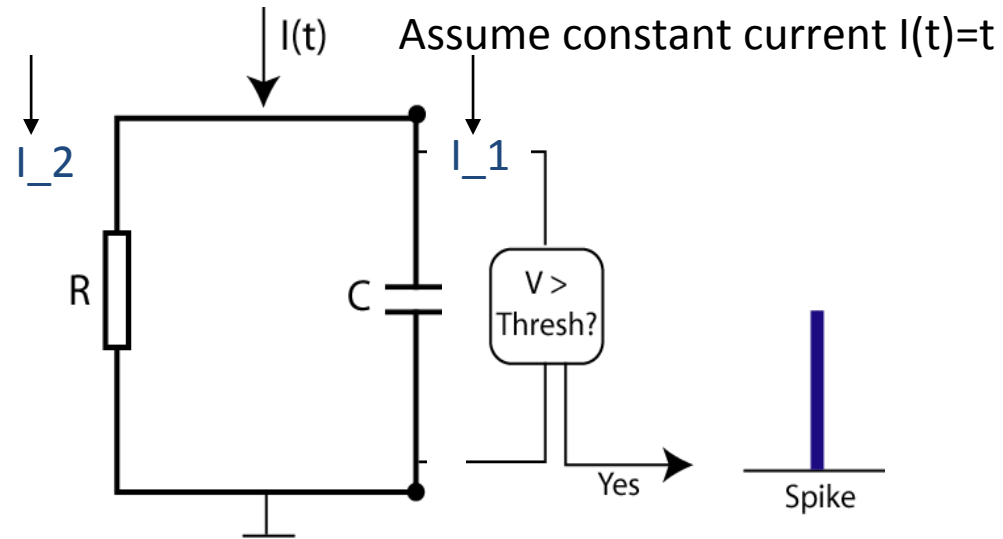 I(t)
Assume constant current I(t)=t
I_2
I_1
R
C
V >
Thresh?
Yes
Spike